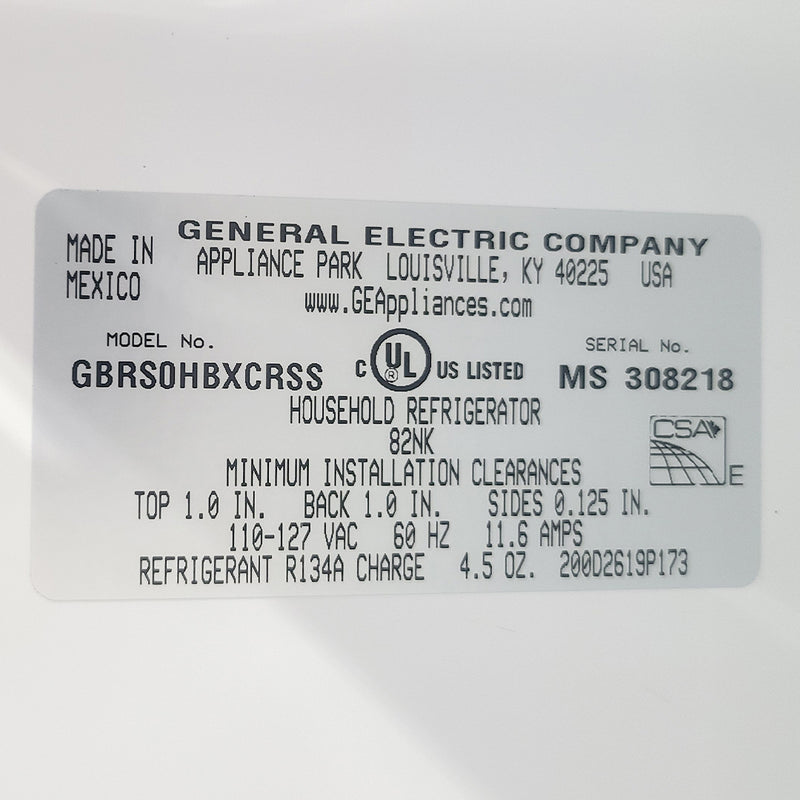 MADE IN MEXICO
GENERAL ELECTRIC COMPANY
APPLIANCE PARK LOUISVILLE, KY 40225 USA
www.GEAppliances.com
MODEL No.
GBRS0HBXCRSS
C UL ® US LISTED
SERIAL No.
MS 308218
HOUSEHOLD REFRIGERATOR
82NK
CSA E
MINIMUM INSTALLATION CLEARANCES
TOP 1.0 IN. BACK 1.0 IN. SIDES 0.125 IN.
110-127 VAC 60 HZ 11.6 AMPS
REFRIGERANT R134A CHARGE 4.5 OZ. 200D2619P173